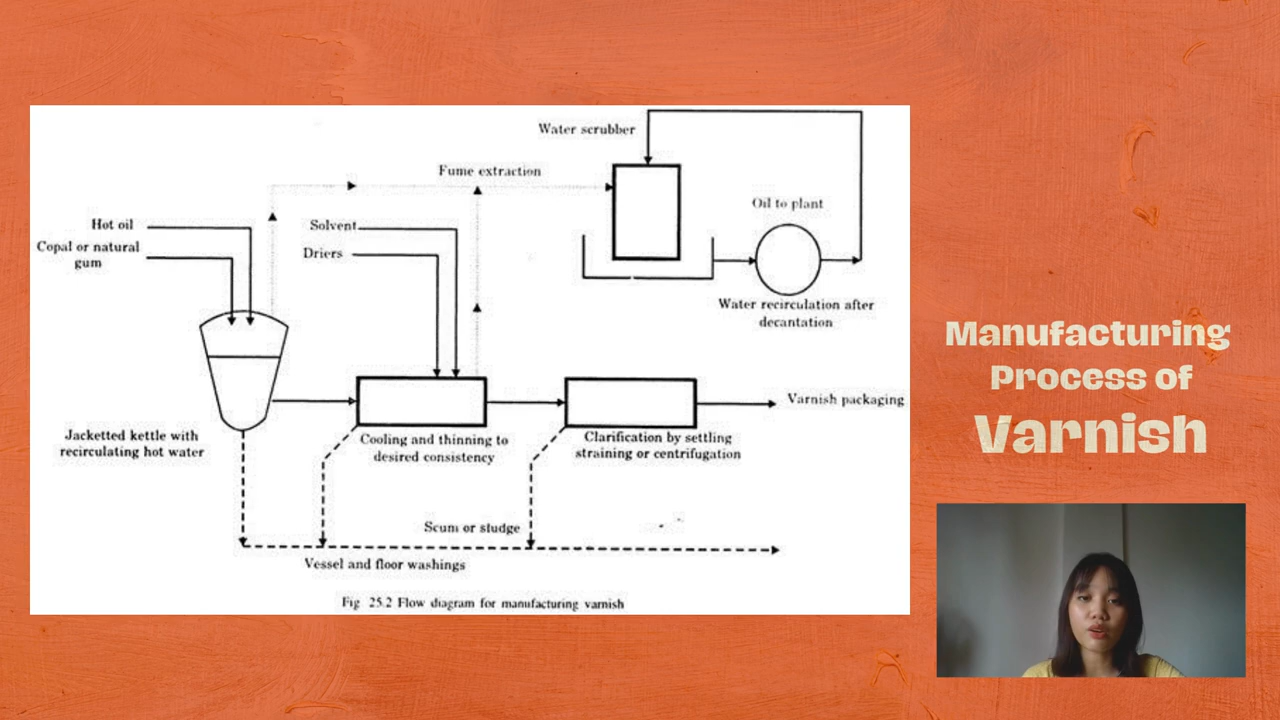 Water scrubber
Fume extraction
Hot oil
Copal or natural
gum
Solvent
Driers
Oil to plant
Water recirculation after
decantation
Varnish packaging
Jacketted kettle with
recirculating hot water
Cooling and thinning to
desired consistency
Clarification by settling
straining or centrifugation
Scum or studge
Vessel and floor washings
Fig 25.2 Flow diagram for manufacturing varnish
Manufacturing
Process of
Varnish